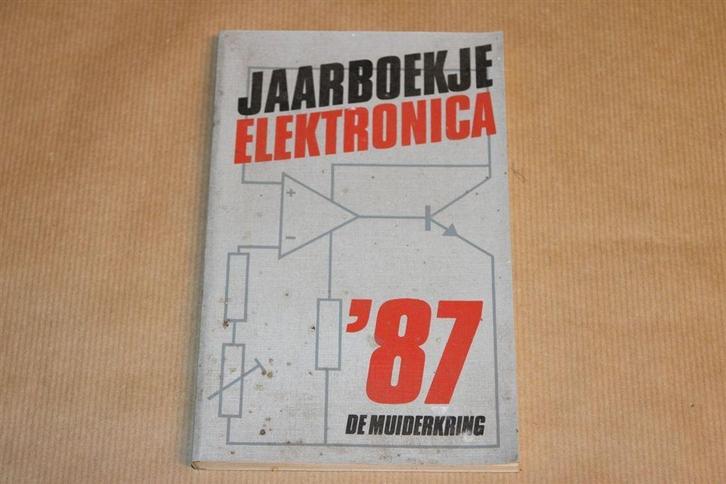 JAARBOEKJE
ELEKTRONICA
+
−
'87
DE MUIDERKRING